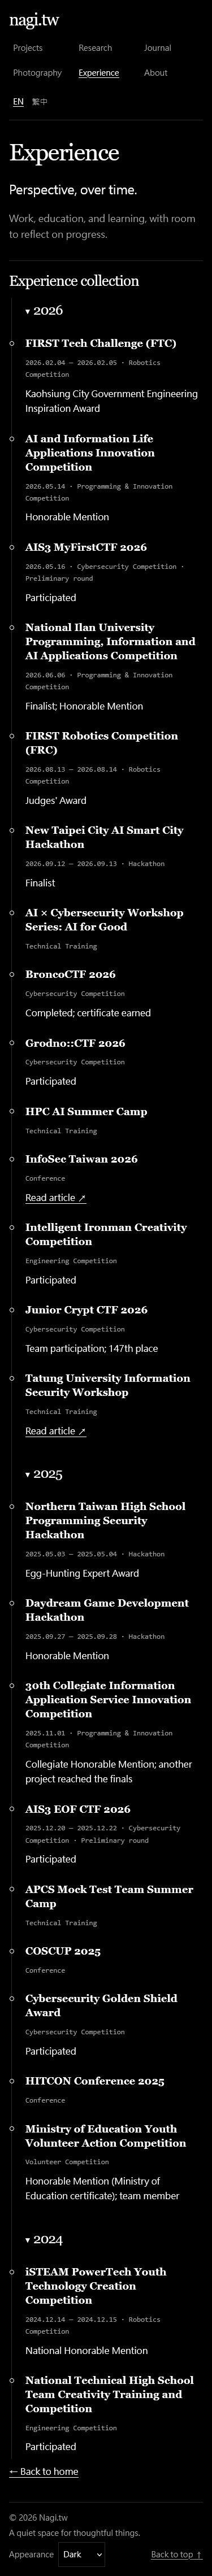 nagi.tw
Projects Research Journal
Photography Experience About
EN 繁中
Experience
Perspective, over time.
Work, education, and learning, with room
to reflect on progress.
Experience collection
▾ 2026
FIRST Tech Challenge (FTC)
2026.02.04 — 2026.02.05 · Robotics
Competition
Kaohsiung City Government Engineering
Inspiration Award
AI and Information Life
Applications Innovation
Competition
2026.05.14 · Programming & Innovation
Competition
Honorable Mention
AIS3 MyFirstCTF 2026
2026.05.16 · Cybersecurity Competition ·
Preliminary round
Participated
National Ilan University
Programming, Information and
AI Applications Competition
2026.06.06 · Programming & Innovation
Competition
Finalist; Honorable Mention
FIRST Robotics Competition
(FRC)
2026.08.13 — 2026.08.14 · Robotics
Competition
Judges' Award
New Taipei City AI Smart City
Hackathon
2026.09.12 — 2026.09.13 · Hackathon
Finalist
AI × Cybersecurity Workshop
Series: AI for Good
Technical Training
BroncoCTF 2026
Cybersecurity Competition
Completed; certificate earned
Grodno::CTF 2026
Cybersecurity Competition
Participated
HPC AI Summer Camp
Technical Training
InfoSec Taiwan 2026
Conference
Read article ↗
Intelligent Ironman Creativity
Competition
Engineering Competition
Participated
Junior Crypt CTF 2026
Cybersecurity Competition
Team participation; 147th place
Tatung University Information
Security Workshop
Technical Training
Read article ↗
▾ 2025
Northern Taiwan High School
Programming Security
Hackathon
2025.05.03 — 2025.05.04 · Hackathon
Egg-Hunting Expert Award
Daydream Game Development
Hackathon
2025.09.27 — 2025.09.28 · Hackathon
Honorable Mention
30th Collegiate Information
Application Service Innovation
Competition
2025.11.01 · Programming & Innovation
Competition
Collegiate Honorable Mention; another
project reached the finals
AIS3 EOF CTF 2026
2025.12.20 — 2025.12.22 · Cybersecurity
Competition · Preliminary round
Participated
APCS Mock Test Team Summer
Camp
Technical Training
COSCUP 2025
Conference
Cybersecurity Golden Shield
Award
Cybersecurity Competition
Participated
HITCON Conference 2025
Conference
Ministry of Education Youth
Volunteer Action Competition
Volunteer Competition
Honorable Mention (Ministry of
Education certificate); team member
▾ 2024
iSTEAM PowerTech Youth
Technology Creation
Competition
2024.12.14 — 2024.12.15 · Robotics
Competition
National Honorable Mention
National Technical High School
Team Creativity Training and
Competition
Engineering Competition
Participated
← Back to home
© 2026 Nagi.tw
A quiet space for thoughtful things.
Appearance Dark Back to top ↑